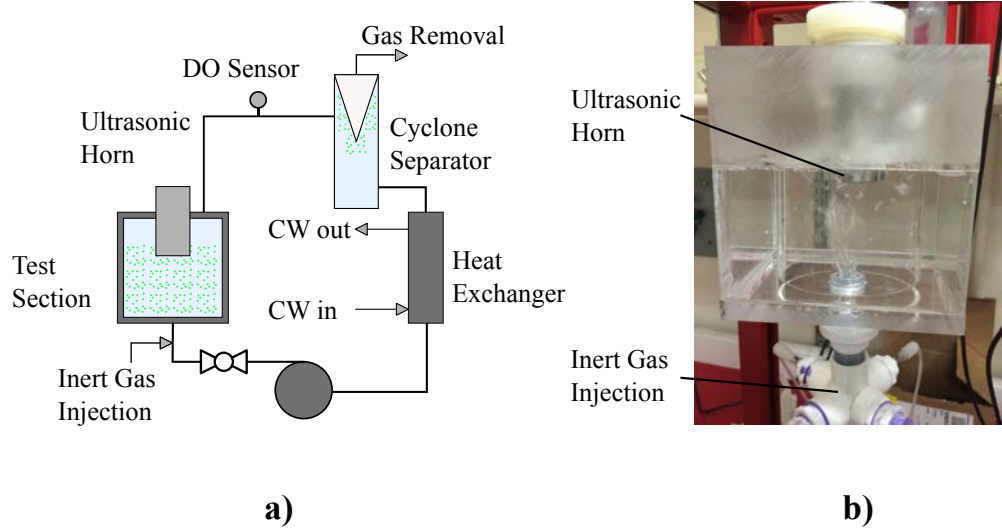 Gas Removal
DO Sensor
Ultrasonic
Horn
Cyclone
Separator
CW out
Test
Section
Heat
Exchanger
CW in
Inert Gas
Injection
a)
Ultrasonic
Horn
Inert Gas
Injection
b)